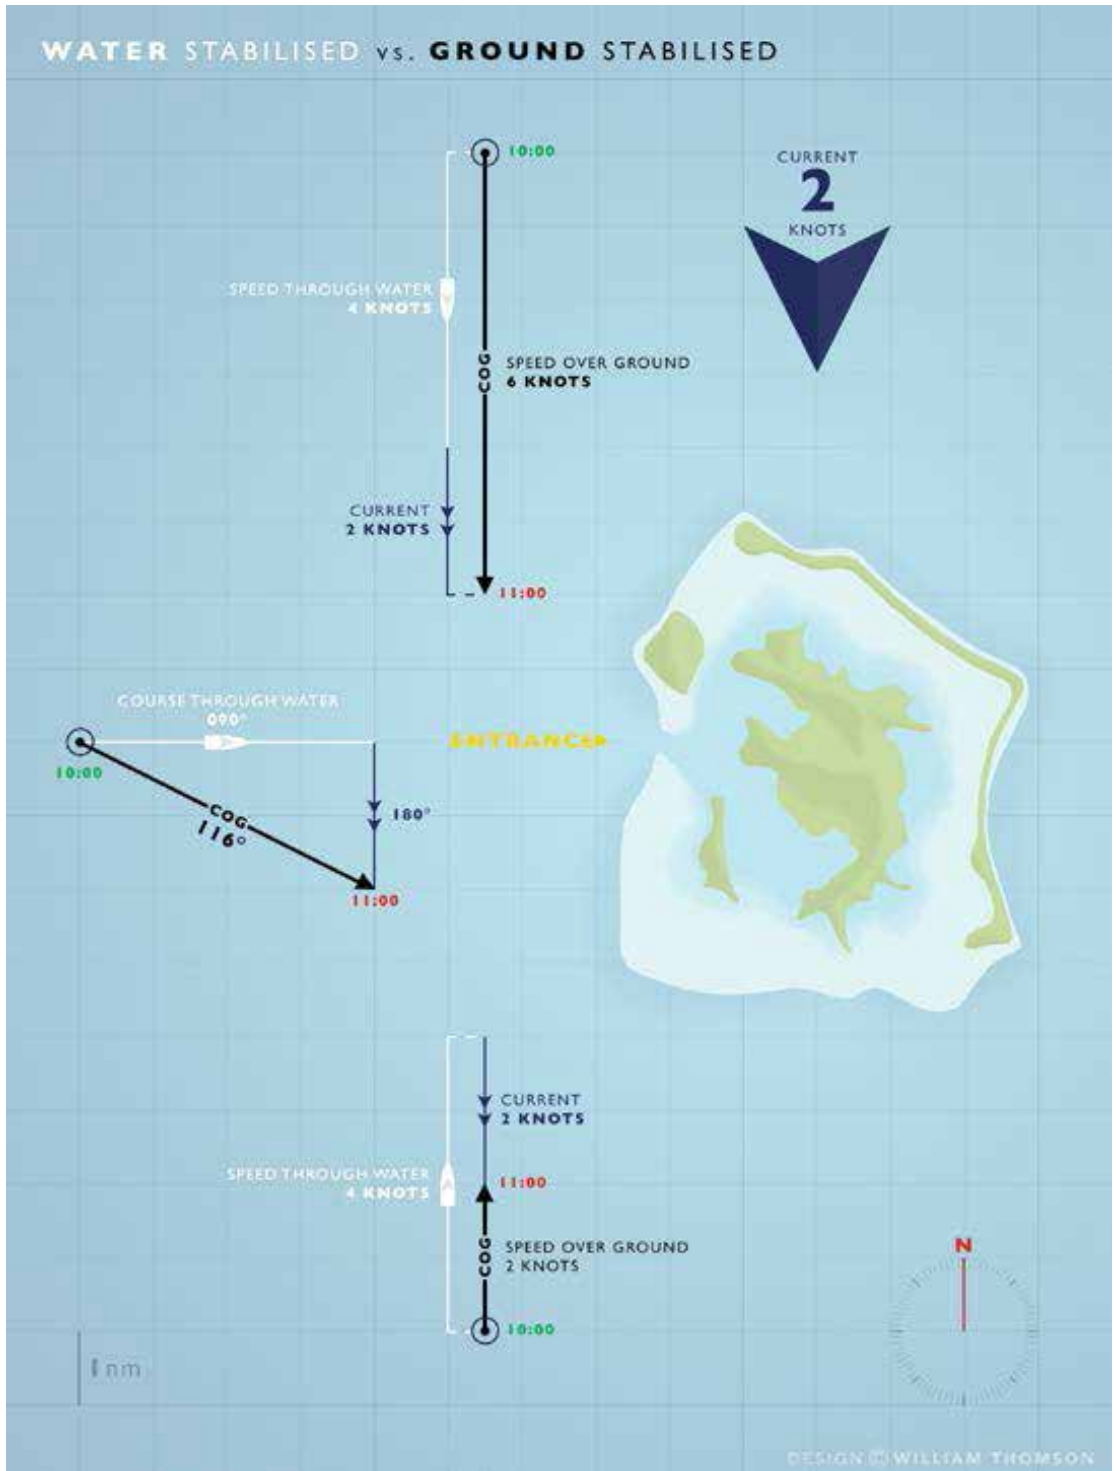 WATER STABILISED vs. GROUND STABILISED
10:00
CURRENT
2
KNOTS
SPEED THROUGH WATER
4 KNOTS
COG
SPEED OVER GROUND
6 KNOTS
CURRENT
2 KNOTS
11:00
COURSE THROUGH WATER
090°
ENTRANCE
10:00
COG
116°
180°
11:00
CURRENT
2 KNOTS
SPEED THROUGH WATER
4 KNOTS
11:00
COG
SPEED OVER GROUND
2 KNOTS
10:00
N
1 nm
DESIGN © WILLIAM THOMSON